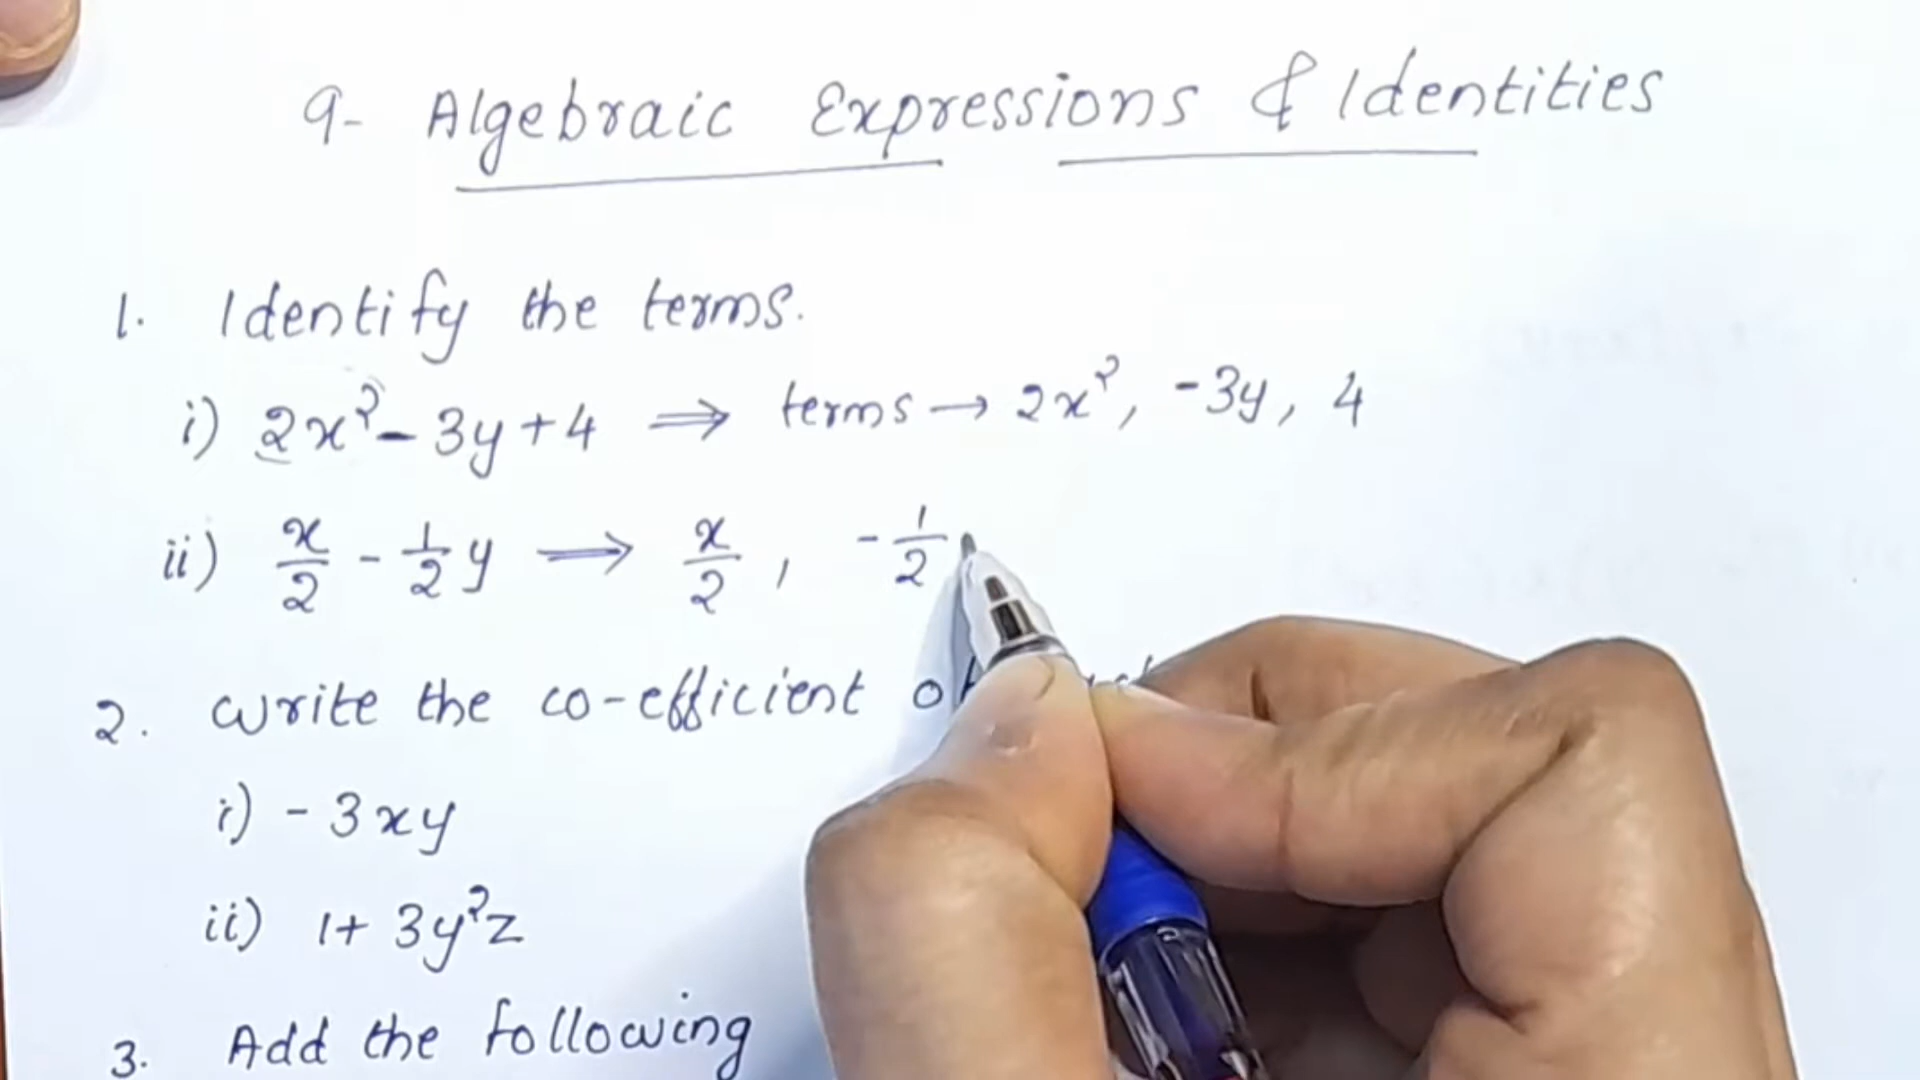 9- Algebraic Expressions & Identities
1. Identify the terms.
i) 2x² - 3y + 4 ⇒ terms → 2x², -3y, 4
ii) x/2 - 1/2 y ⇒ x/2, -1/2
2. Write the co-efficient
i) - 3xy
ii) 1 + 3y²z
3. Add the following